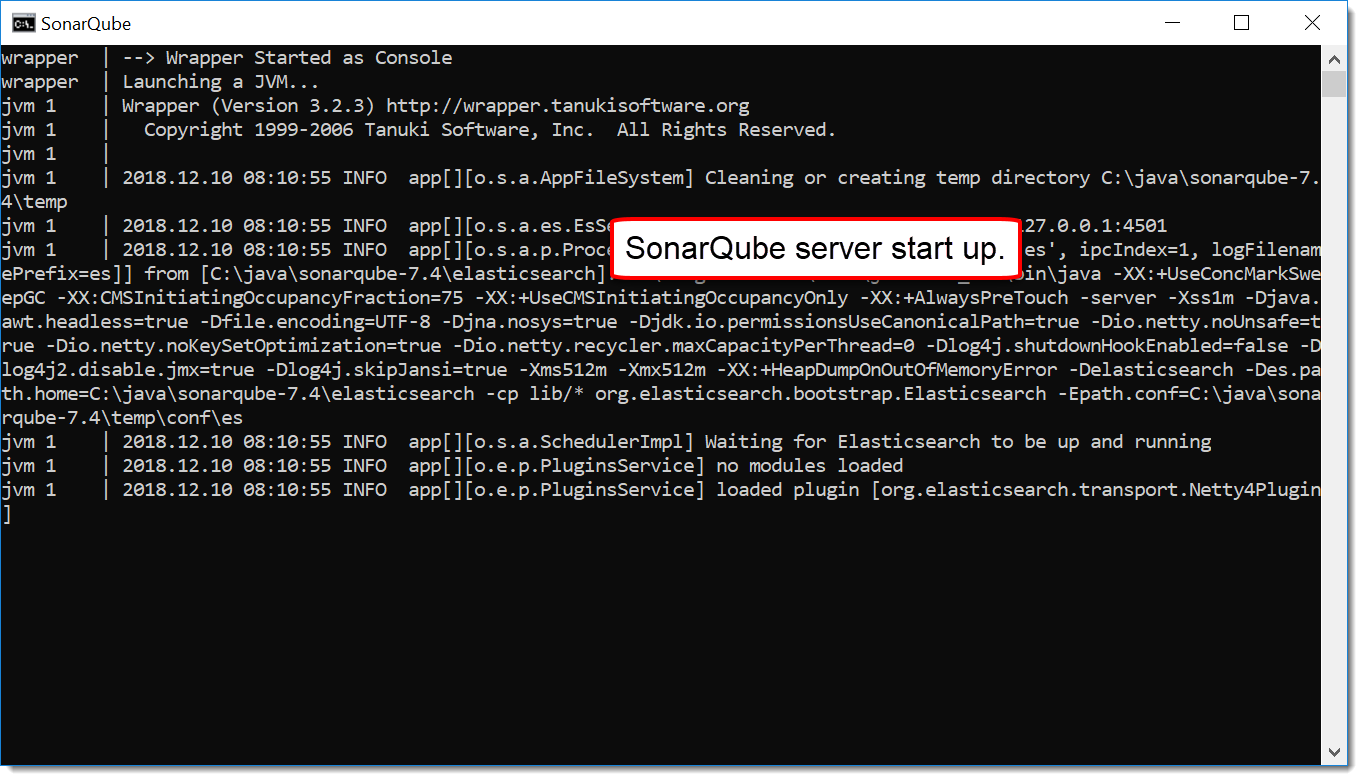 SonarQube
wrapper  | --> Wrapper Started as Console
wrapper  | Launching a JVM...
jvm 1    | Wrapper (Version 3.2.3) http://wrapper.tanukisoftware.org
jvm 1    |   Copyright 1999-2006 Tanuki Software, Inc.  All Rights Reserved.
jvm 1    |
jvm 1    | 2018.12.10 08:10:55 INFO  app[][o.s.a.AppFileSystem] Cleaning or creating temp directory C:\java\sonarqube-7.
4\temp
jvm 1    | 2018.12.10 08:10:55 INFO  app[][o.s.a.es.EsSe 27.0.0.1:4501
jvm 1    | 2018.12.10 08:10:55 INFO  app[][o.s.a.p.Proce es', ipcIndex=1, logFilenam
SonarQube server start up.
ePrefix=es]] from [C:\java\sonarqube-7.4\elasticsearch] bin\java -XX:+UseConcMarkSwe
epGC -XX:CMSInitiatingOccupancyFraction=75 -XX:+UseCMSInitiatingOccupancyOnly -XX:+AlwaysPreTouch -server -Xss1m -Djava.
awt.headless=true -Dfile.encoding=UTF-8 -Djna.nosys=true -Djdk.io.permissionsUseCanonicalPath=true -Dio.netty.noUnsafe=t
rue -Dio.netty.noKeySetOptimization=true -Dio.netty.recycler.maxCapacityPerThread=0 -Dlog4j.shutdownHookEnabled=false -D
log4j2.disable.jmx=true -Dlog4j.skipJansi=true -Xms512m -Xmx512m -XX:+HeapDumpOnOutOfMemoryError -Delasticsearch -Des.pa
th.home=C:\java\sonarqube-7.4\elasticsearch -cp lib/* org.elasticsearch.bootstrap.Elasticsearch -Epath.conf=C:\java\sona
rqube-7.4\temp\conf\es
jvm 1    | 2018.12.10 08:10:55 INFO  app[][o.s.a.SchedulerImpl] Waiting for Elasticsearch to be up and running
jvm 1    | 2018.12.10 08:10:55 INFO  app[][o.e.p.PluginsService] no modules loaded
jvm 1    | 2018.12.10 08:10:55 INFO  app[][o.e.p.PluginsService] loaded plugin [org.elasticsearch.transport.Netty4Plugin
]